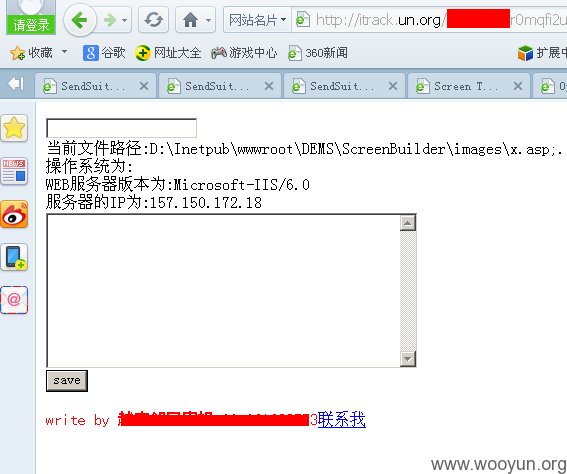 网站名片
http://itrack.un.org/
r0mqfi2u
请登录
收藏 谷歌 网址大全 游戏中心 360新闻 扩展中
SendSuit... SendSuit... SendSuit... Screen T...
NEWS
当前文件路径:D:\Inetpub\wwwroot\DEMS\ScreenBuilder\images\x.asp;.
操作系统为:
WEB服务器版本为:Microsoft-IIS/6.0
服务器的IP为:157.150.172.18
save
write by
3联系我
www.wooyun.org